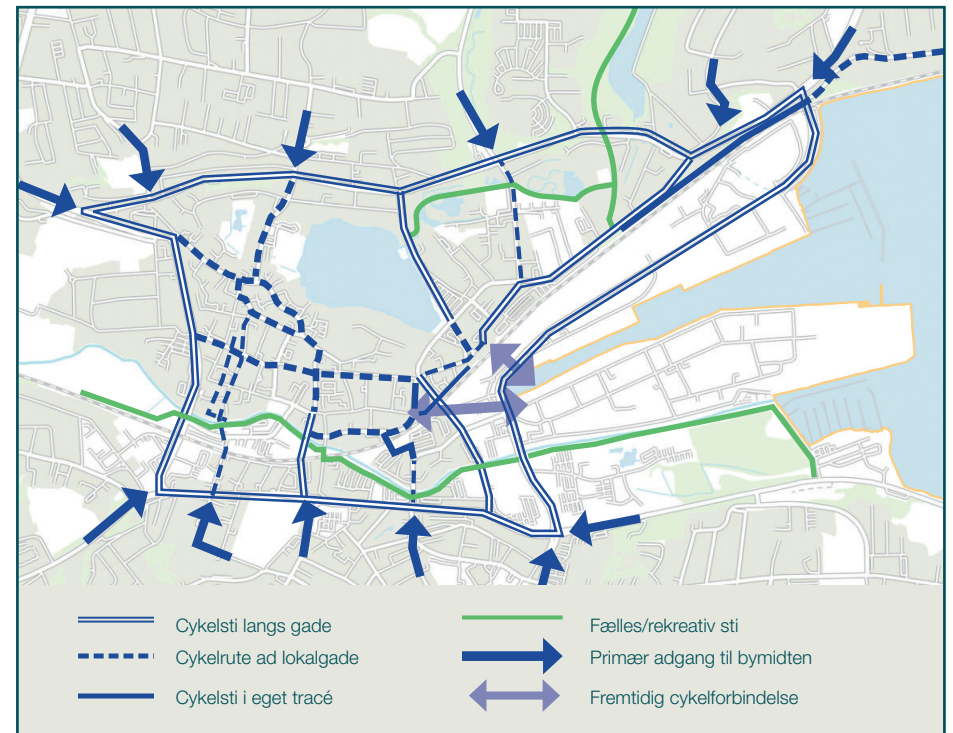 Cykelsti langs gade
Cykelrute ad lokalgade
Cykelsti i eget tracé
Fælles/rekreativ sti
Primær adgang til bymidten
Fremtidig cykelforbindelse